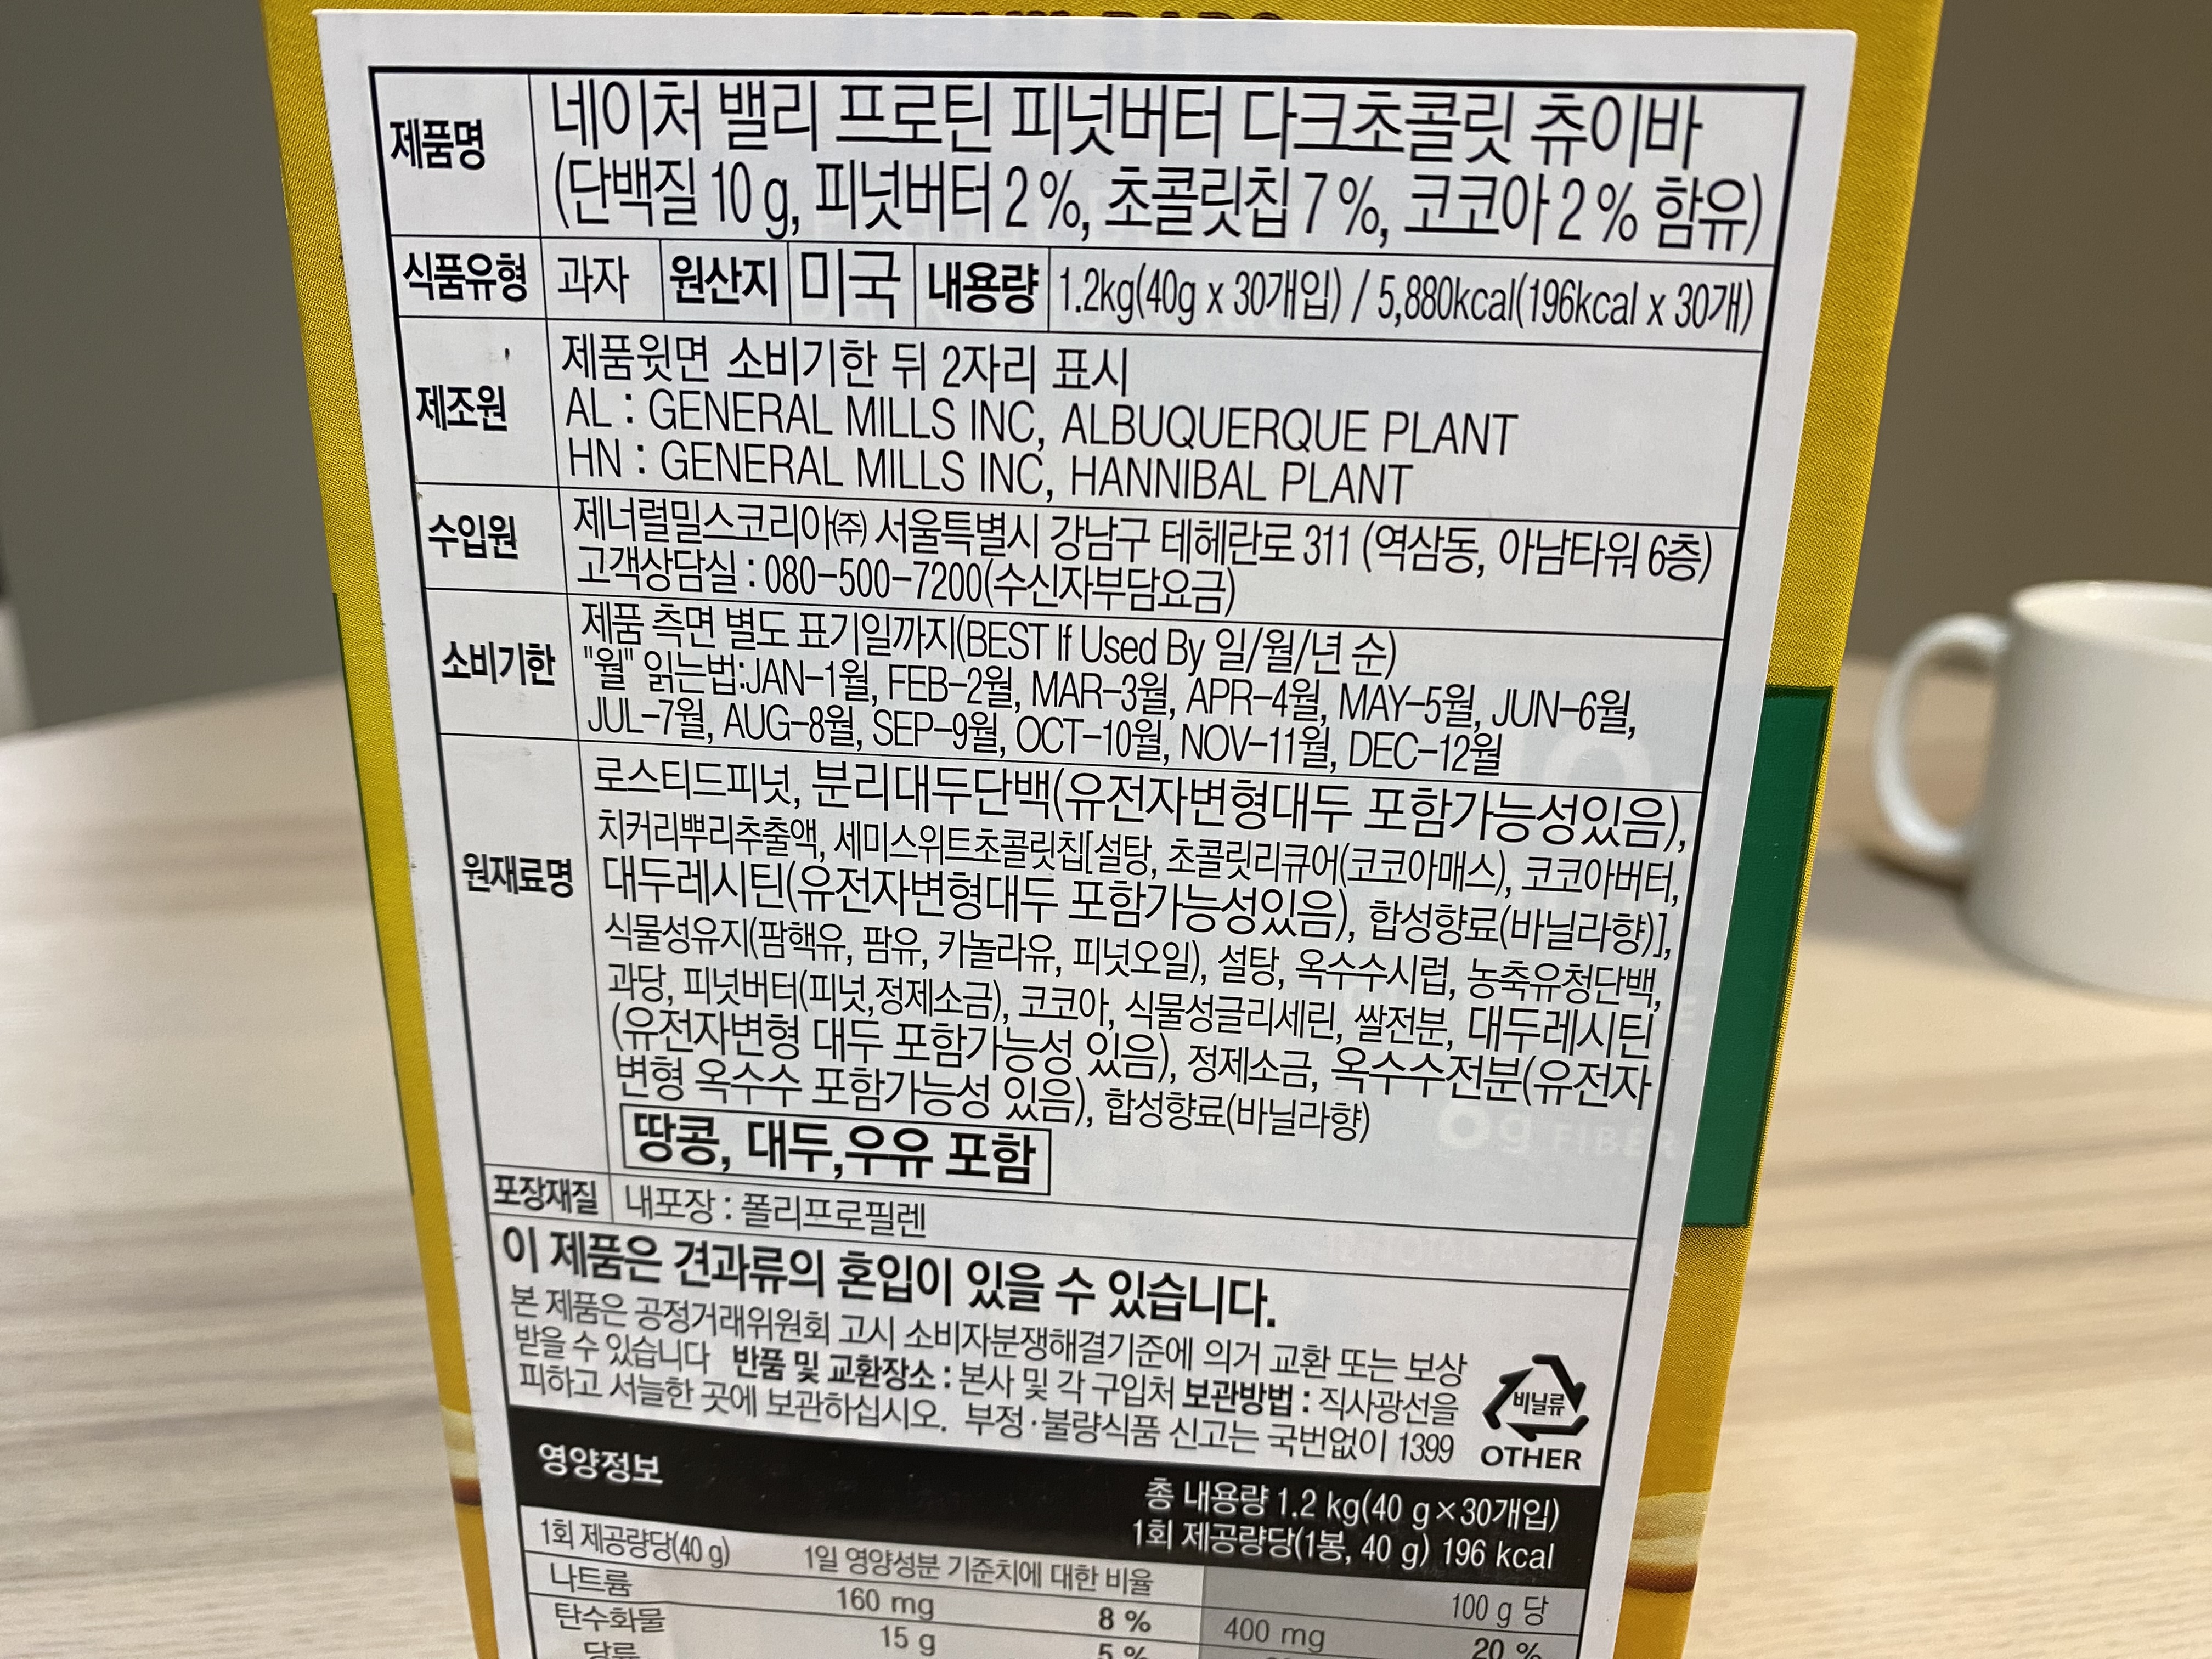 제품명
네이처 밸리 프로틴 피넛버터 다크초콜릿 츄이바
(단백질 10 g, 피넛버터 2 %, 초콜릿칩 7 %, 코코아 2 % 함유)
식품유형 과자 원산지 미국 내용량 1.2kg(40g x 30개입) / 5,880kcal(196kcal x 30개)
제조원
제품윗면 소비기한 뒤 2자리 표시
AL : GENERAL MILLS INC, ALBUQUERQUE PLANT
HN : GENERAL MILLS INC, HANNIBAL PLANT
수입원
제너럴밀스코리아㈜ 서울특별시 강남구 테헤란로 311 (역삼동, 아남타워 6층)
고객상담실 : 080-500-7200(수신자부담요금)
소비기한
제품 측면 별도 표기일까지(BEST If Used By 일/월/년 순)
"월" 읽는법:JAN-1월, FEB-2월, MAR-3월, APR-4월, MAY-5월, JUN-6월,
JUL-7월, AUG-8월, SEP-9월, OCT-10월, NOV-11월, DEC-12월
원재료명
로스티드피넛, 분리대두단백(유전자변형대두 포함가능성있음),
치커리뿌리추출액, 세미스위트초콜릿칩[설탕, 초콜릿리큐어(코코아매스), 코코아버터,
대두레시틴(유전자변형대두 포함가능성있음), 합성향료(바닐라향)],
식물성유지(팜핵유, 팜유, 카놀라유, 피넛오일), 설탕, 옥수수시럽, 농축유청단백,
과당, 피넛버터(피넛,정제소금), 코코아, 식물성글리세린, 쌀전분, 대두레시틴
(유전자변형 대두 포함가능성 있음), 정제소금, 옥수수전분(유전자
변형 옥수수 포함가능성 있음), 합성향료(바닐라향)
땅콩, 대두,우유 포함
6g FIBER
포장재질 내포장 : 폴리프로필렌
이 제품은 견과류의 혼입이 있을 수 있습니다.
본 제품은 공정거래위원회 고시 소비자분쟁해결기준에 의거 교환 또는 보상
받을 수 있습니다 반품 및 교환장소 : 본사 및 각 구입처 보관방법 : 직사광선을
피하고 서늘한 곳에 보관하십시오. 부정·불량식품 신고는 국번없이 1399
비닐류
OTHER
영양정보
총 내용량 1.2 kg(40 g×30개입)
1회 제공량당(1봉, 40 g) 196 kcal
1회 제공량당(40 g) 1일 영양성분 기준치에 대한 비율 100 g 당
나트륨 160 mg 8 % 400 mg 20 %
탄수화물 15 g 5 %
당류